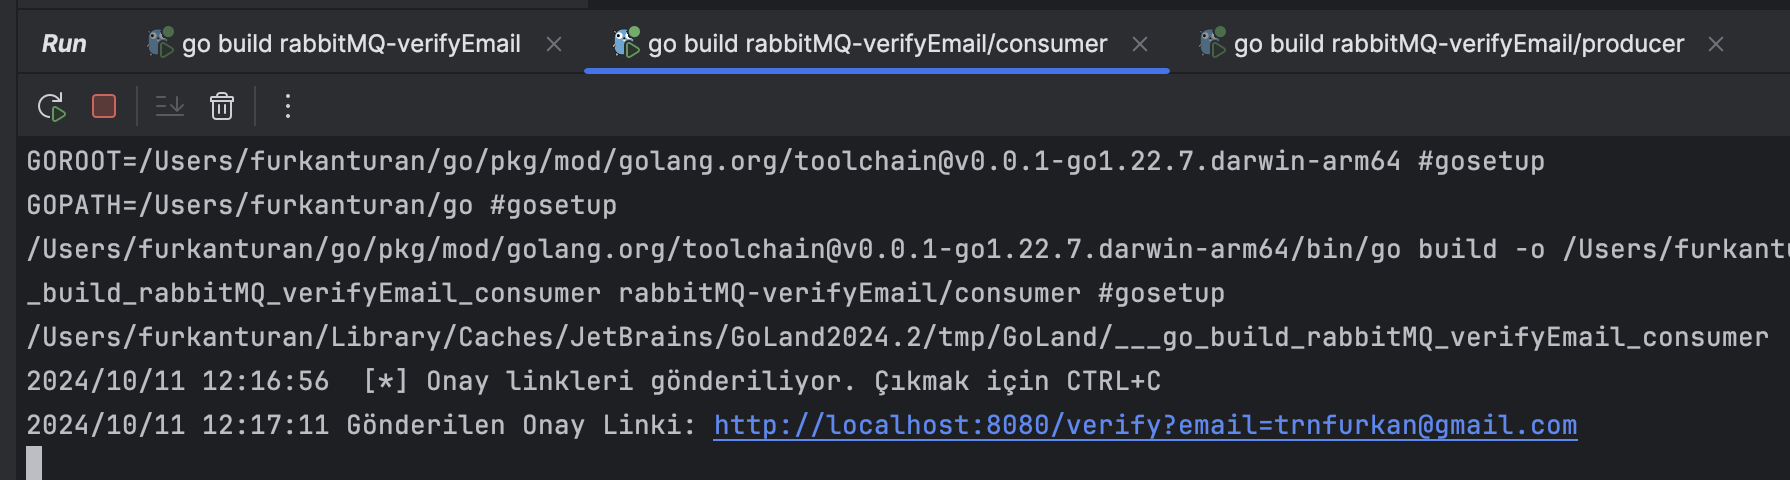 Run go build rabbitMQ-verifyEmail go build rabbitMQ-verifyEmail/consumer go build rabbitMQ-verifyEmail/producer
GOROOT=/Users/furkanturan/go/pkg/mod/golang.org/toolchain@v0.0.1-go1.22.7.darwin-arm64 #gosetup
GOPATH=/Users/furkanturan/go #gosetup
/Users/furkanturan/go/pkg/mod/golang.org/toolchain@v0.0.1-go1.22.7.darwin-arm64/bin/go build -o /Users/furkant
_build_rabbitMQ_verifyEmail_consumer rabbitMQ-verifyEmail/consumer #gosetup
/Users/furkanturan/Library/Caches/JetBrains/GoLand2024.2/tmp/GoLand/___go_build_rabbitMQ_verifyEmail_consumer
2024/10/11 12:16:56  [*] Onay linkleri gönderiliyor. Çıkmak için CTRL+C
2024/10/11 12:17:11 Gönderilen Onay Linki: http://localhost:8080/verify?email=trnfurkan@gmail.com